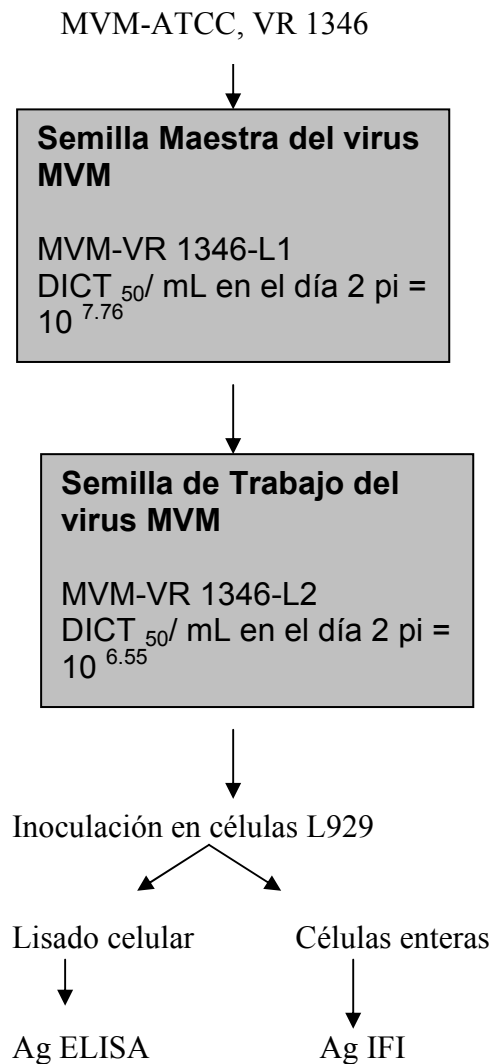 MVM-ATCC, VR 1346
Semilla Maestra del virus
MVM
MVM-VR 1346-L1
DICT 50/ mL en el día 2 pi =
10 7.76
Semilla de Trabajo del
virus MVM
MVM-VR 1346-L2
DICT 50/ mL en el día 2 pi =
10 6.55
Inoculación en células L929
Lisado celular
Células enteras
Ag ELISA
Ag IFI